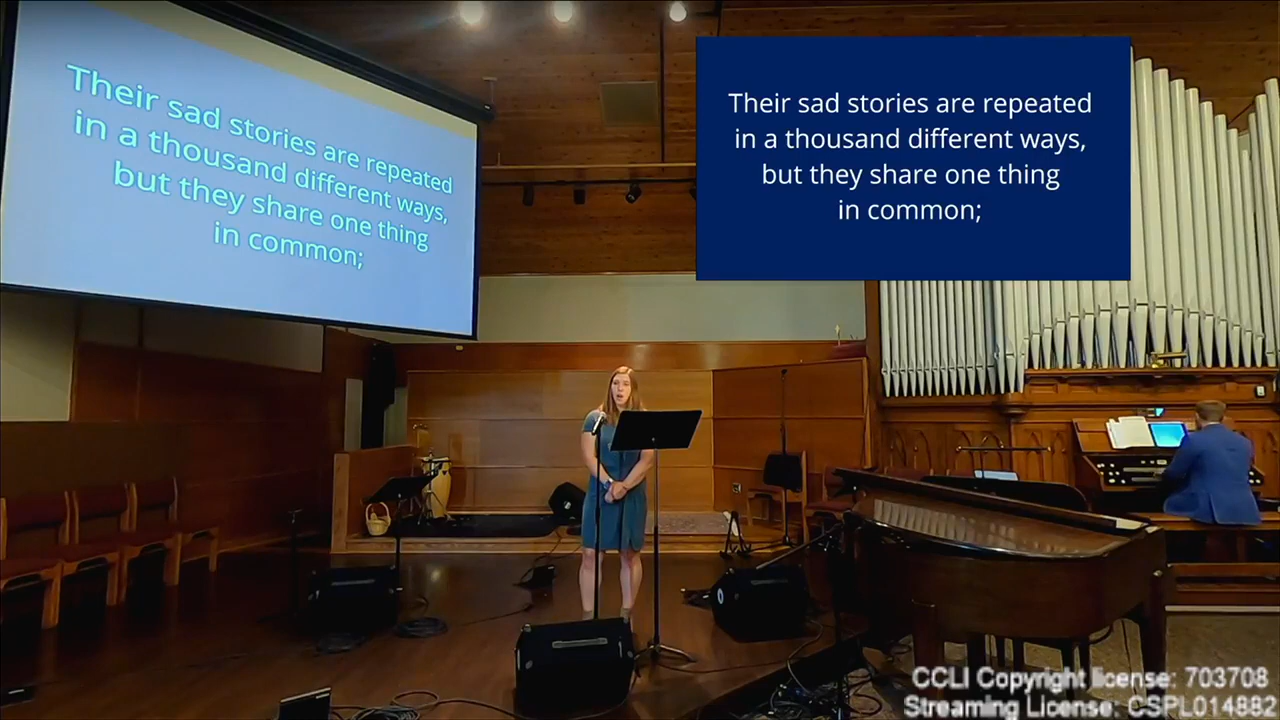 Their sad stories are repeated
in a thousand different ways,
but they share one thing
in common;
Their sad stories are repeated
in a thousand different ways,
but they share one thing
in common;
CCLI Copyright license: 703708
Streaming License: CSPL014882